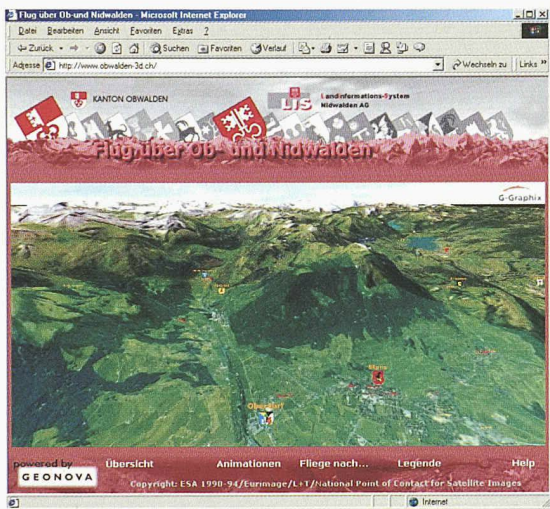 Flug über Ob-und Nidwalden - Microsoft Internet Explorer
Datei Bearbeiten Ansicht Favoriten Extras ?
Zurück Suchen Favoriten Verlauf
Adresse http://www.obwalden-3d.ch/ Wechseln zu Links »
KANTON OBWALDEN
LIS
Landinformations-System
Nidwalden AG
Flug über Ob- und Nidwalden
G-Graphix
Stans
Oberdorf
powered by
GEONOVA
Übersicht Animationen Fliege nach... Legende Help
Copyright: ESA 1990-94/Eurimage/L+T/National Point of Contact for Satellite Images
Internet